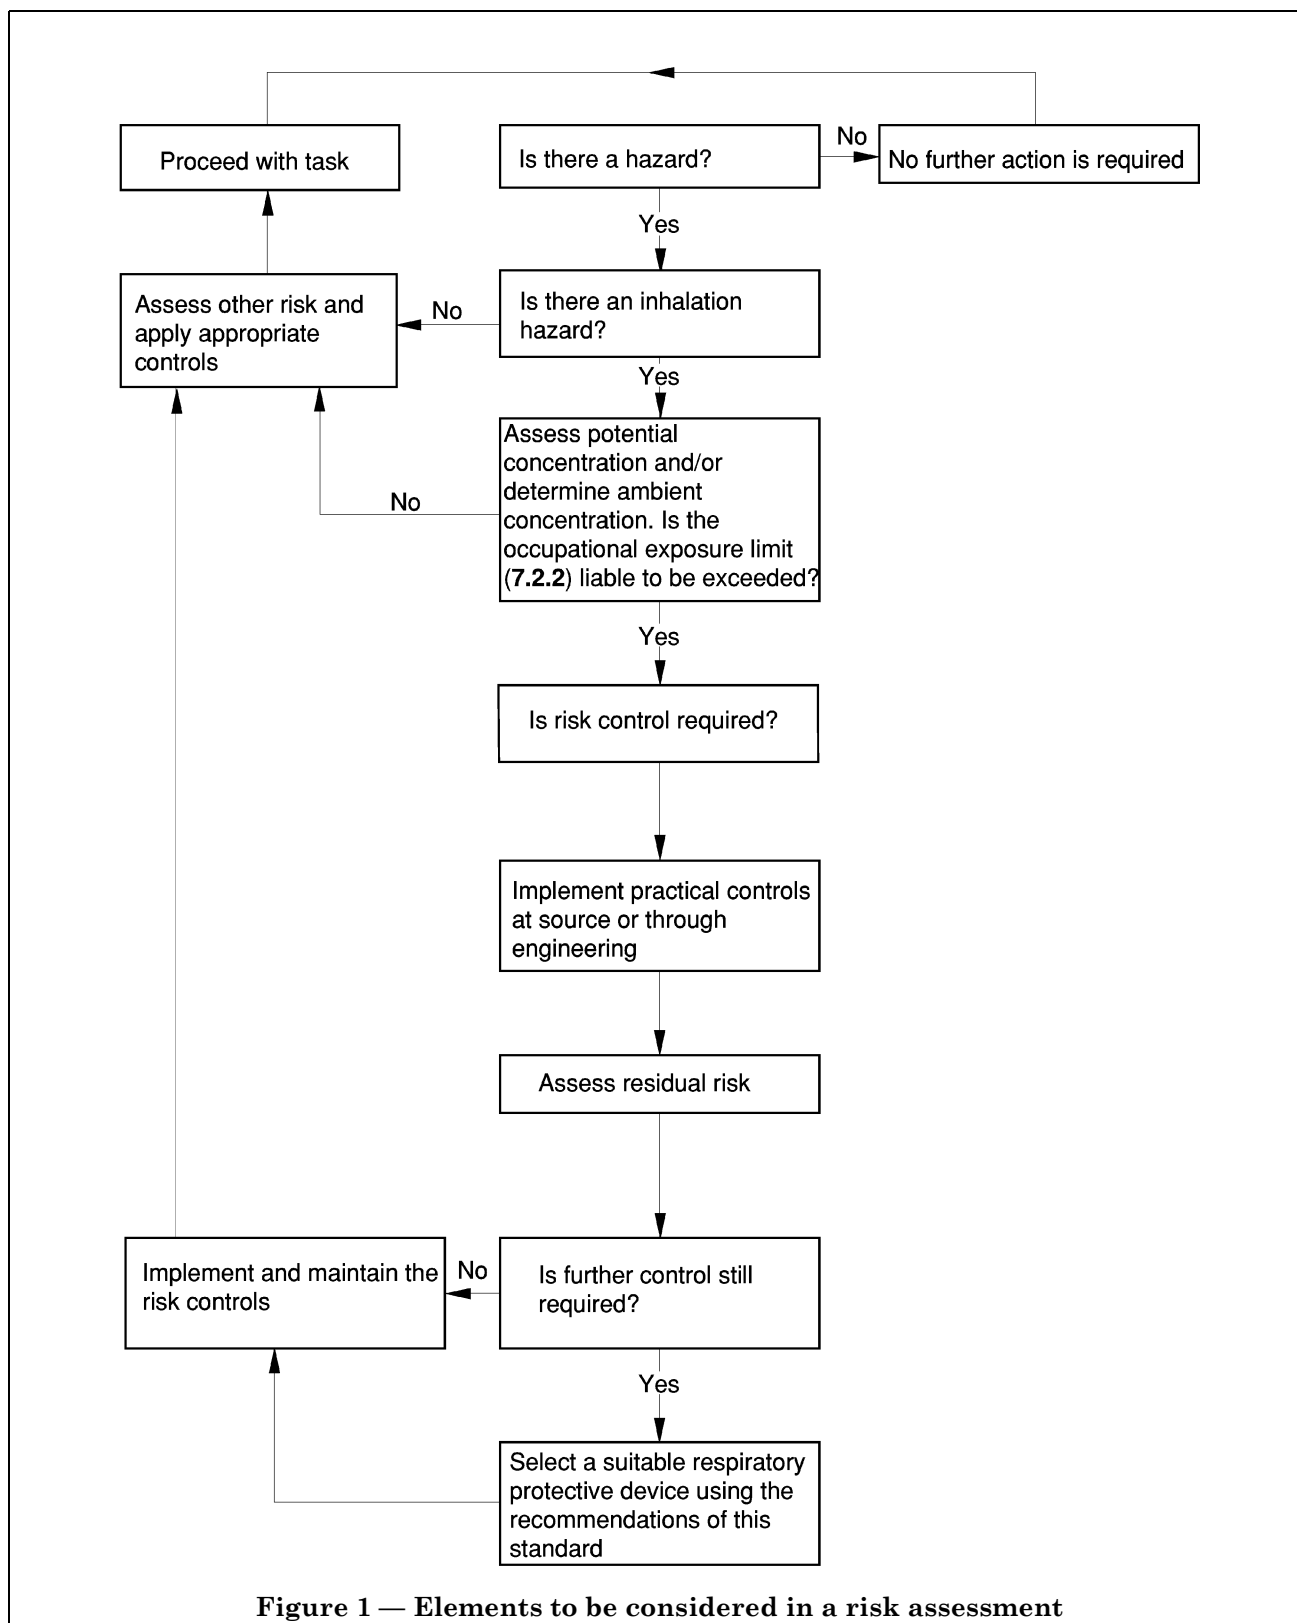 Proceed with task
Is there a hazard?
No
No further action is required
Yes
Assess other risk and
apply appropriate
controls
No
Is there an inhalation
hazard?
Yes
Assess potential
concentration and/or
determine ambient
concentration. Is the
occupational exposure limit
(7.2.2) liable to be exceeded?
No
Yes
Is risk control required?
Implement practical controls
at source or through
engineering
Assess residual risk
Implement and maintain the
risk controls
No
Is further control still
required?
Yes
Select a suitable respiratory
protective device using the
recommendations of this
standard
Figure 1 — Elements to be considered in a risk assessment